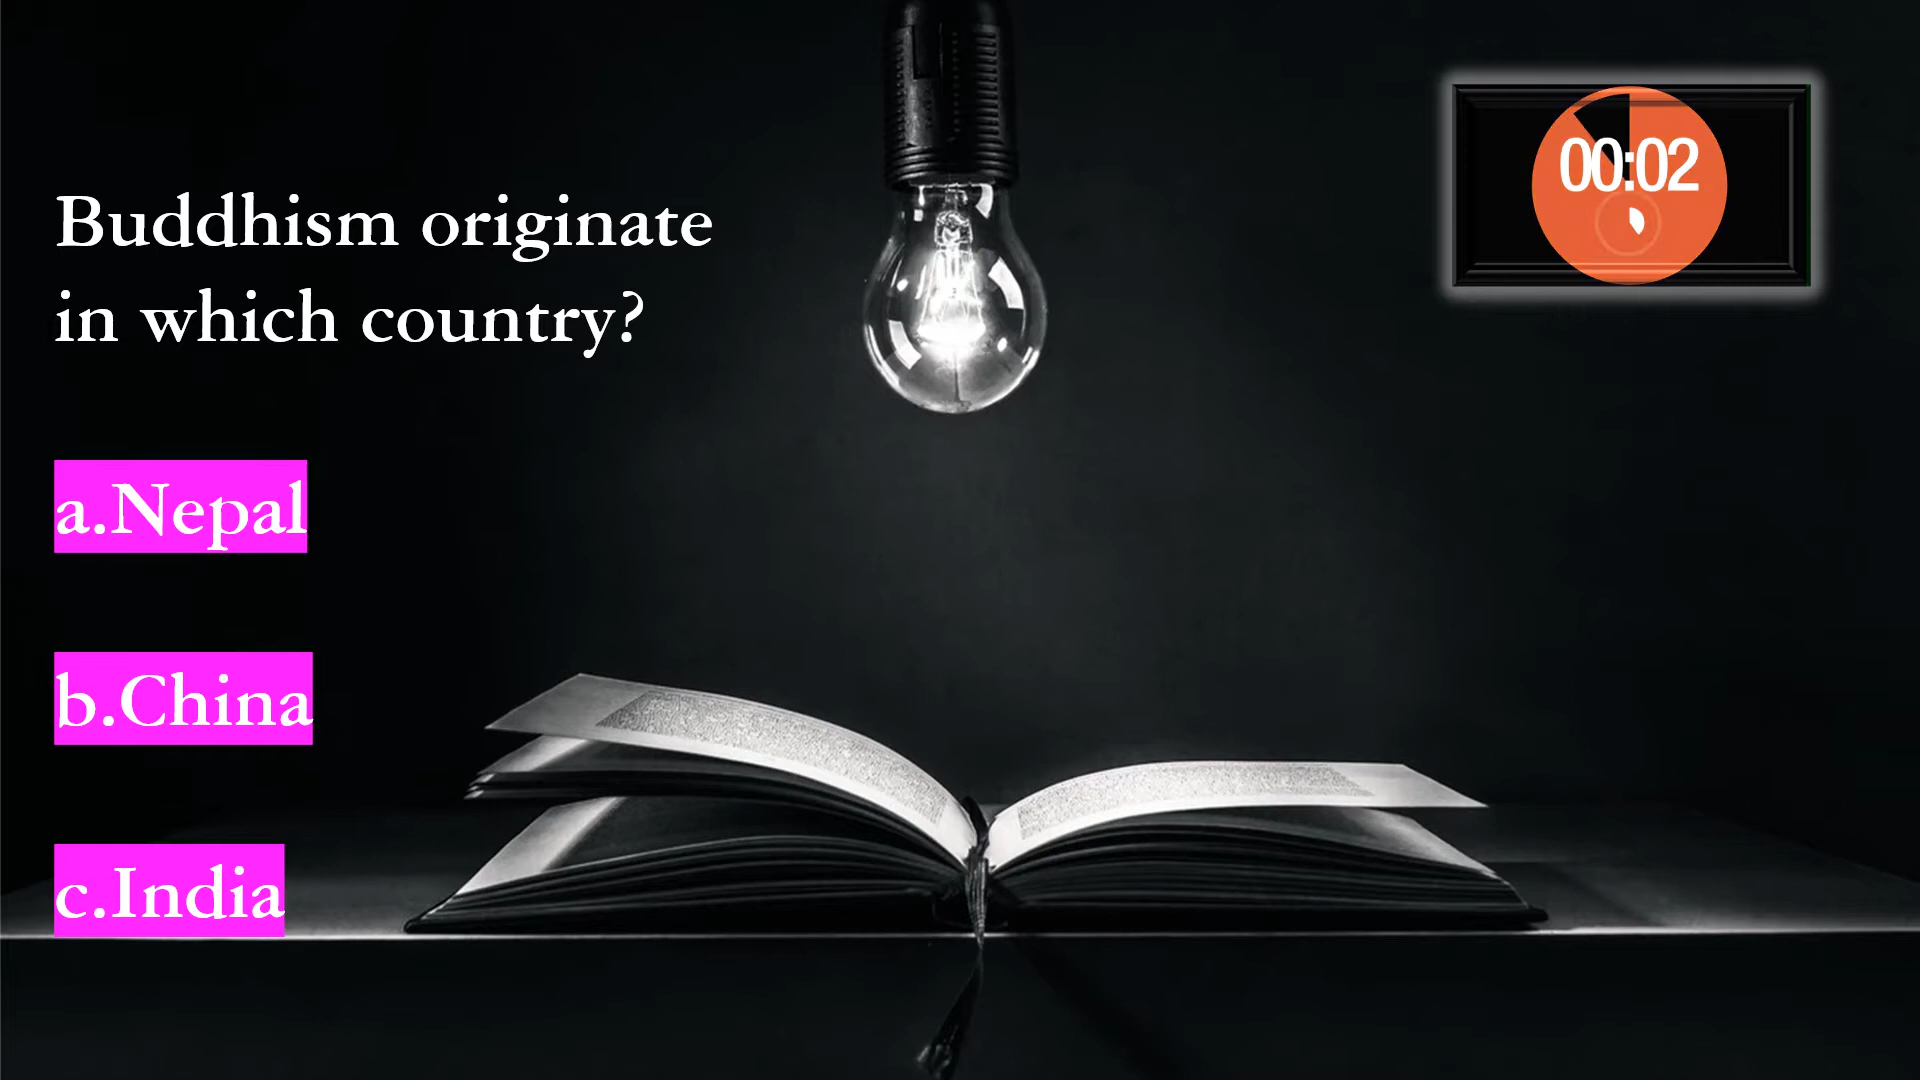 Buddhism originate
in which country?
a.Nepal
b.China
c.India
00:02